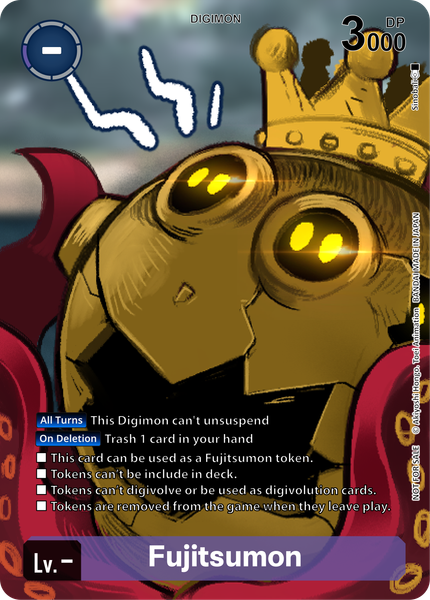 DIGIMON
-
3000
DP
All Turns This Digimon can't unsuspend
On Deletion Trash 1 card in your hand
This card can be used as a Fujitsumon token.
Tokens can't be include in deck.
Tokens can't digivolve or be used as digivolution cards.
Tokens are removed from the game when they leave play.
Lv.-
Fujitsumon
NOT FOR SALE © Akiyoshi Hongo, Toei Animation BANDAI MADE IN JAPAN